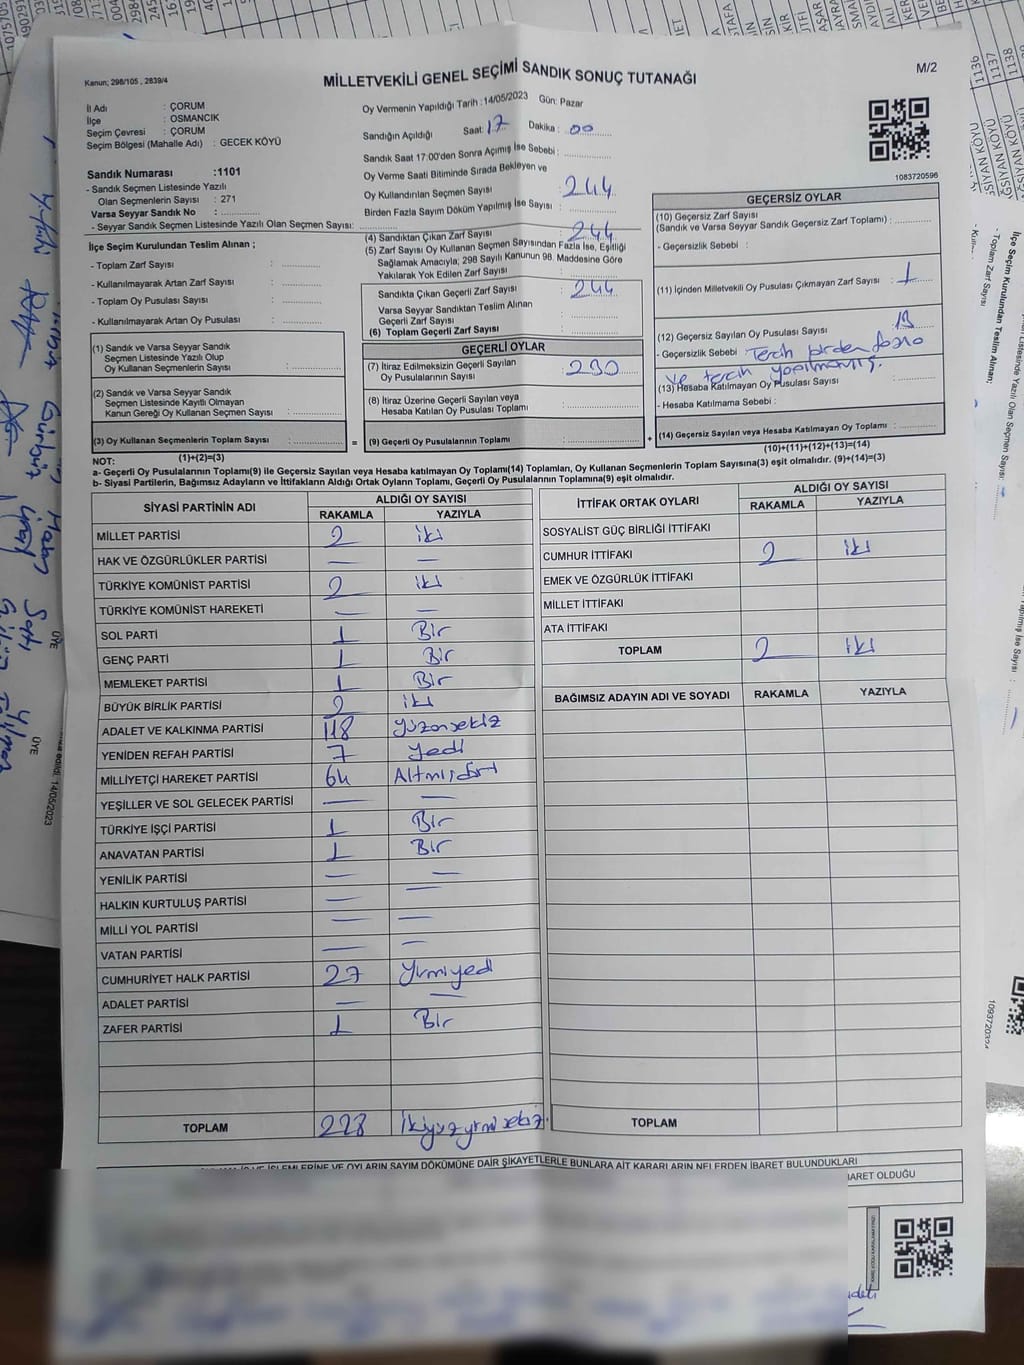 Kanun; 298/105 , 2839/4
MİLLETVEKİLİ GENEL SEÇİMİ SANDIK SONUÇ TUTANAĞI
M/2
İl Adı : ÇORUM
İlçe : OSMANCIK
Seçim Çevresi : ÇORUM
Seçim Bölgesi (Mahalle Adı) : GECEK KÖYÜ
Sandık Numarası :1101
- Sandık Seçmen Listesinde Yazılı
Olan Seçmenlerin Sayısı : 271
Varsa Seyyar Sandık No :
- Seyyar Sandık Seçmen Listesinde Yazılı Olan Seçmen Sayısı:
Oy Vermenin Yapıldığı Tarih : 14/05/2023 Gün: Pazar
Sandığın Açıldığı Saat: 17 Dakika : 00
Sandık Saat 17:00'den Sonra Açımış İse Sebebi :
Oy Verme Saati Bitiminde Sırada Bekleyen ve
Oy Kullandırılan Seçmen Sayısı : 244
Birden Fazla Sayım Döküm Yapılmış İse Sayısı :
(4) Sandıktan Çıkan Zarf Sayısı : 244
(5) Zarf Sayısı Oy Kullanan Seçmen Sayısından Fazla İse, Eşitliği
Sağlamak Amacıyla; 298 Sayılı Kanunun 98. Maddesine Göre
Yakılarak Yok Edilen Zarf Sayısı :
Sandıkta Çıkan Geçerli Zarf Sayısı : 244
Varsa Seyyar Sandıktan Teslim Alınan
Geçerli Zarf Sayısı :
(6) Toplam Geçerli Zarf Sayısı :
1083720596
İlçe Seçim Kurulundan Teslim Alınan ;
- Toplam Zarf Sayısı :
- Kullanılmayarak Artan Zarf Sayısı :
- Toplam Oy Pusulası Sayısı :
- Kullanılmayarak Artan Oy Pusulası :
(1) Sandık ve Varsa Seyyar Sandık
Seçmen Listesinde Yazılı Olup
Oy Kullanan Seçmenlerin Sayısı :
(2) Sandık ve Varsa Seyyar Sandık
Seçmen Listesinde Kayıtlı Olmayan
Kanun Gereği Oy Kullanan Seçmen Sayısı :
(3) Oy Kullanan Seçmenlerin Toplam Sayısı :
(1)+(2)=(3)
GEÇERLİ OYLAR
(7) İtiraz Edilmeksizin Geçerli Sayılan
Oy Pusulalarının Sayısı : 230
(8) İtiraz Üzerine Geçerli Sayılan veya
Hesaba Katılan Oy Pusulası Toplamı :
= (9) Geçerli Oy Pusulalarının Toplamı :
GEÇERSİZ OYLAR
(10) Geçersiz Zarf Sayısı
(Sandık ve Varsa Seyyar Sandık Geçersiz Zarf Toplamı) :
- Geçersizlik Sebebi :
(11) İçinden Milletvekili Oy Pusulası Çıkmayan Zarf Sayısı : 1
(12) Geçersiz Sayılan Oy Pusulası Sayısı : 13
- Geçersizlik Sebebi : Tercih birden fazla
ve tercih yapılmamış.
(13) Hesaba Katılmayan Oy Pusulası Sayısı :
- Hesaba Katılmama Sebebi :
+ (14) Geçersiz Sayılan veya Hesaba Katılmayan Oy Toplamı :
(10)+(11)+(12)+(13)=(14)
NOT:
a- Geçerli Oy Pusulalarının Toplamı(9) ile Geçersiz Sayılan veya Hesaba katılmayan Oy Toplamı(14) Toplamları, Oy Kullanan Seçmenlerin Toplam Sayısına(3) eşit olmalıdır. (9)+(14)=(3)
b- Siyasi Partilerin, Bağımsız Adayların ve İttifakların Aldığı Ortak Oyların Toplamı, Geçerli Oy Pusulalarının Toplamına(9) eşit olmalıdır.
SİYASİ PARTİNİN ADI ALDIĞI OY SAYISI
RAKAMLA YAZIYLA
MİLLET PARTİSİ 2 iki
HAK VE ÖZGÜRLÜKLER PARTİSİ — —
TÜRKİYE KOMÜNİST PARTİSİ 2 iki
TÜRKİYE KOMÜNİST HAREKETİ — —
SOL PARTİ 1 Bir
GENÇ PARTİ 1 Bir
MEMLEKET PARTİSİ 1 Bir
BÜYÜK BİRLİK PARTİSİ 2 iki
ADALET VE KALKINMA PARTİSİ 118 yüzonsekiz
YENİDEN REFAH PARTİSİ 7 yedi
MİLLİYETÇİ HAREKET PARTİSİ 64 Altmışdört
YEŞİLLER VE SOL GELECEK PARTİSİ — —
TÜRKİYE İŞÇİ PARTİSİ 1 Bir
ANAVATAN PARTİSİ 1 Bir
YENİLİK PARTİSİ — —
HALKIN KURTULUŞ PARTİSİ — —
MİLLİ YOL PARTİSİ — —
VATAN PARTİSİ — —
CUMHURİYET HALK PARTİSİ 27 yirmiyedi
ADALET PARTİSİ — —
ZAFER PARTİSİ 1 Bir
TOPLAM 228 ikiyüzyirmisekiz.
İTTİFAK ORTAK OYLARI ALDIĞI OY SAYISI
RAKAMLA YAZIYLA
SOSYALİST GÜÇ BİRLİĞİ İTTİFAKI
CUMHUR İTTİFAKI 2 iki
EMEK VE ÖZGÜRLÜK İTTİFAKI
MİLLET İTTİFAKI
ATA İTTİFAKI
TOPLAM 2 iki
BAĞIMSIZ ADAYIN ADI VE SOYADI RAKAMLA YAZIYLA
TOPLAM
OYLARIN SAYIM DÖKÜMÜNE DAİR ŞİKAYETLERLE BUNLARA AİT KARARLARIN NELERDEN İBARET BULUNDUKLARI
OLDUĞU
1136
1137
1138
İlçe Seçim Kurulundan Teslim Alınan;
- Toplam Zarf Sayısı
ÜYE
ÜYE
14/05/2023